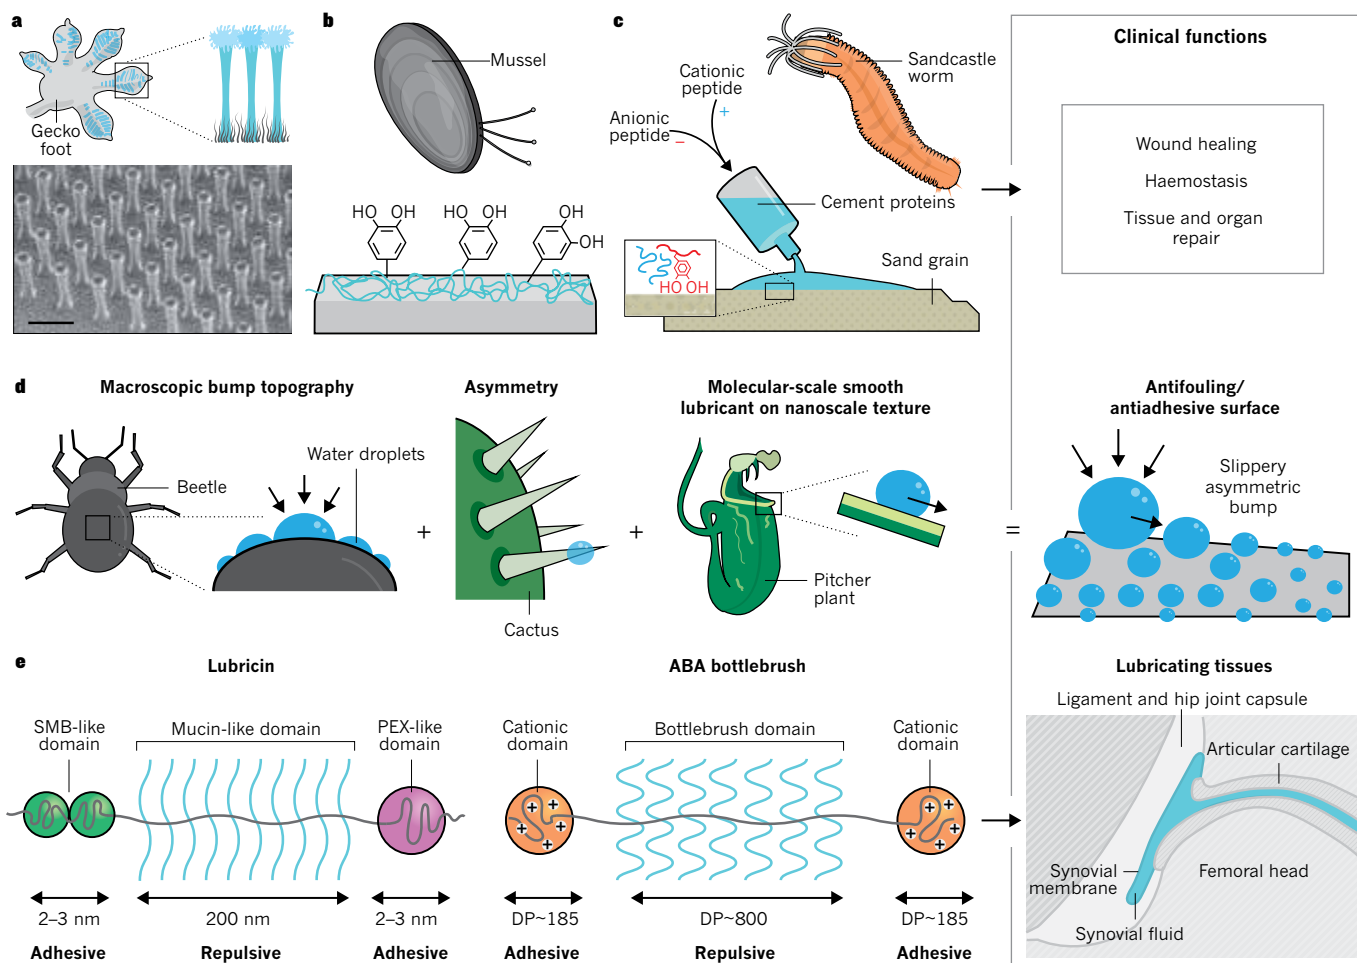 a
Gecko
foot
b
Mussel
HO OH
HO OH
OH
HO OH
c
Cationic
peptide
+
Anionic
peptide
−
Sandcastle
worm
Cement proteins
Sand grain
HO OH
Clinical functions
Wound healing
Haemostasis
Tissue and organ
repair
d
Macroscopic bump topography
Beetle
Water droplets
+
Asymmetry
Cactus
+
Molecular-scale smooth
lubricant on nanoscale texture
Pitcher
plant
=
Antifouling/
antiadhesive surface
Slippery
asymmetric
bump
e
Lubricin
SMB-like
domain
Mucin-like domain
PEX-like
domain
2–3 nm
200 nm
2–3 nm
Adhesive
Repulsive
Adhesive
ABA bottlebrush
Cationic
domain
Bottlebrush domain
Cationic
domain
+ + + +
+ + + +
DP~185
DP~800
DP~185
Adhesive
Repulsive
Adhesive
Lubricating tissues
Ligament and hip joint capsule
Articular cartilage
Synovial
membrane
Femoral head
Synovial fluid